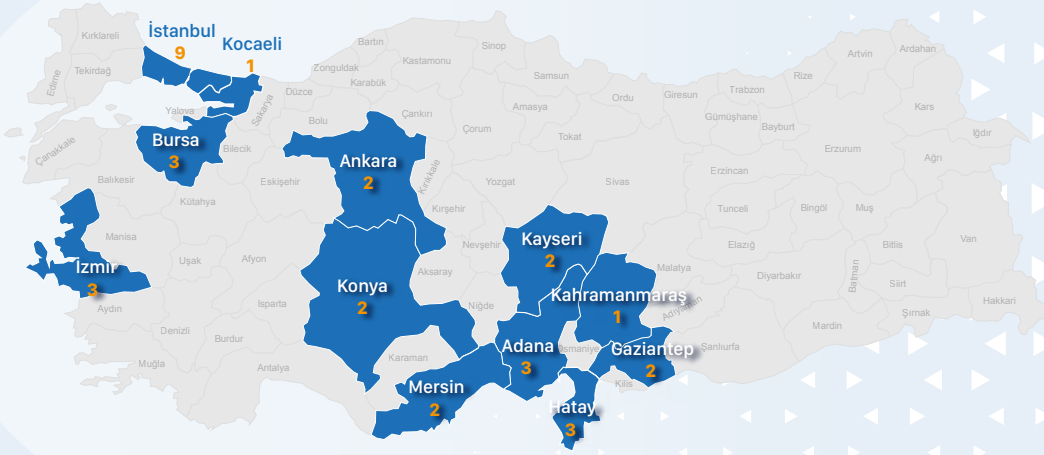 İstanbul
9
Kocaeli
1
Kırklareli
Edirne
Tekirdağ
Yalova
Sakarya
Düzce
Zonguldak
Bartın
Karabük
Kastamonu
Sinop
Samsun
Ordu
Giresun
Trabzon
Rize
Artvin
Ardahan
Kars
Iğdır
Ağrı
Çanakkale
Bursa
3
Bilecik
Bolu
Çankırı
Çorum
Amasya
Tokat
Gümüşhane
Bayburt
Erzurum
Erzincan
Balıkesir
Kütahya
Eskişehir
Ankara
2
Kırıkkale
Kırşehir
Yozgat
Sivas
Tunceli
Bingöl
Muş
Van
Manisa
Uşak
Afyon
İzmir
3
Aydın
Konya
2
Aksaray
Nevşehir
Niğde
Kayseri
2
Malatya
Elazığ
Diyarbakır
Batman
Bitlis
Siirt
Hakkari
Şırnak
Mardin
Kahramanmaraş
1
Adıyaman
Şanlıurfa
Isparta
Denizli
Burdur
Muğla
Antalya
Karaman
Mersin
2
Adana
3
Osmaniye
Gaziantep
2
Kilis
Hatay
3